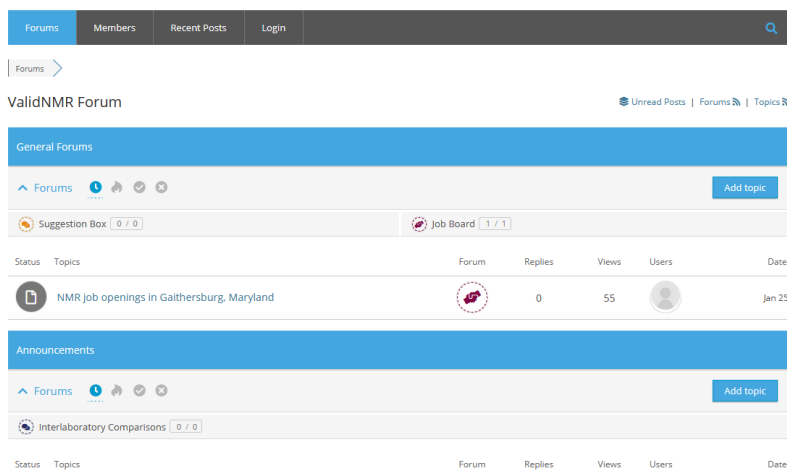 Forums Members Recent Posts Login
Forums
ValidNMR Forum Unread Posts | Forums | Topics
General Forums
Forums Add topic
Suggestion Box 0 / 0 Job Board 1 / 1
Status Topics Forum Replies Views Users Date
NMR job openings in Gaithersburg, Maryland 0 55 Jan 25
Announcements
Forums Add topic
Interlaboratory Comparisons 0 / 0
Status Topics Forum Replies Views Users Date